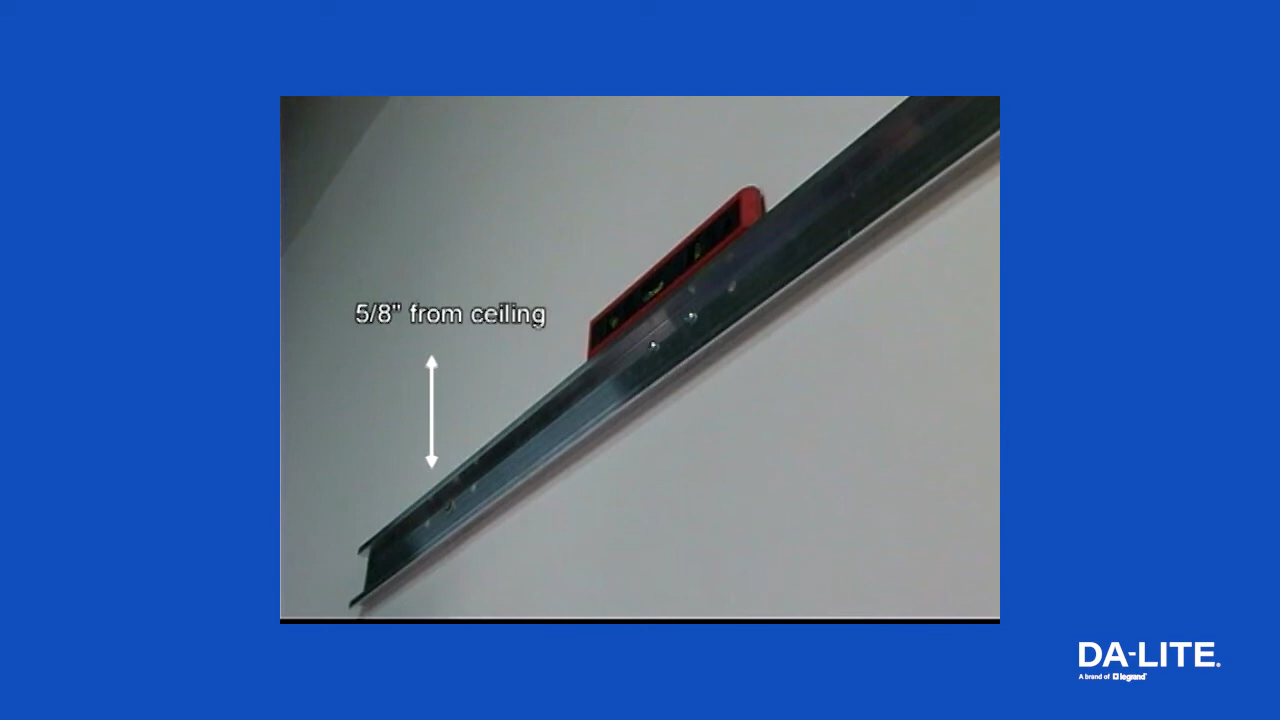 5/8" from ceiling
DA-LITE.
A brand of legrand